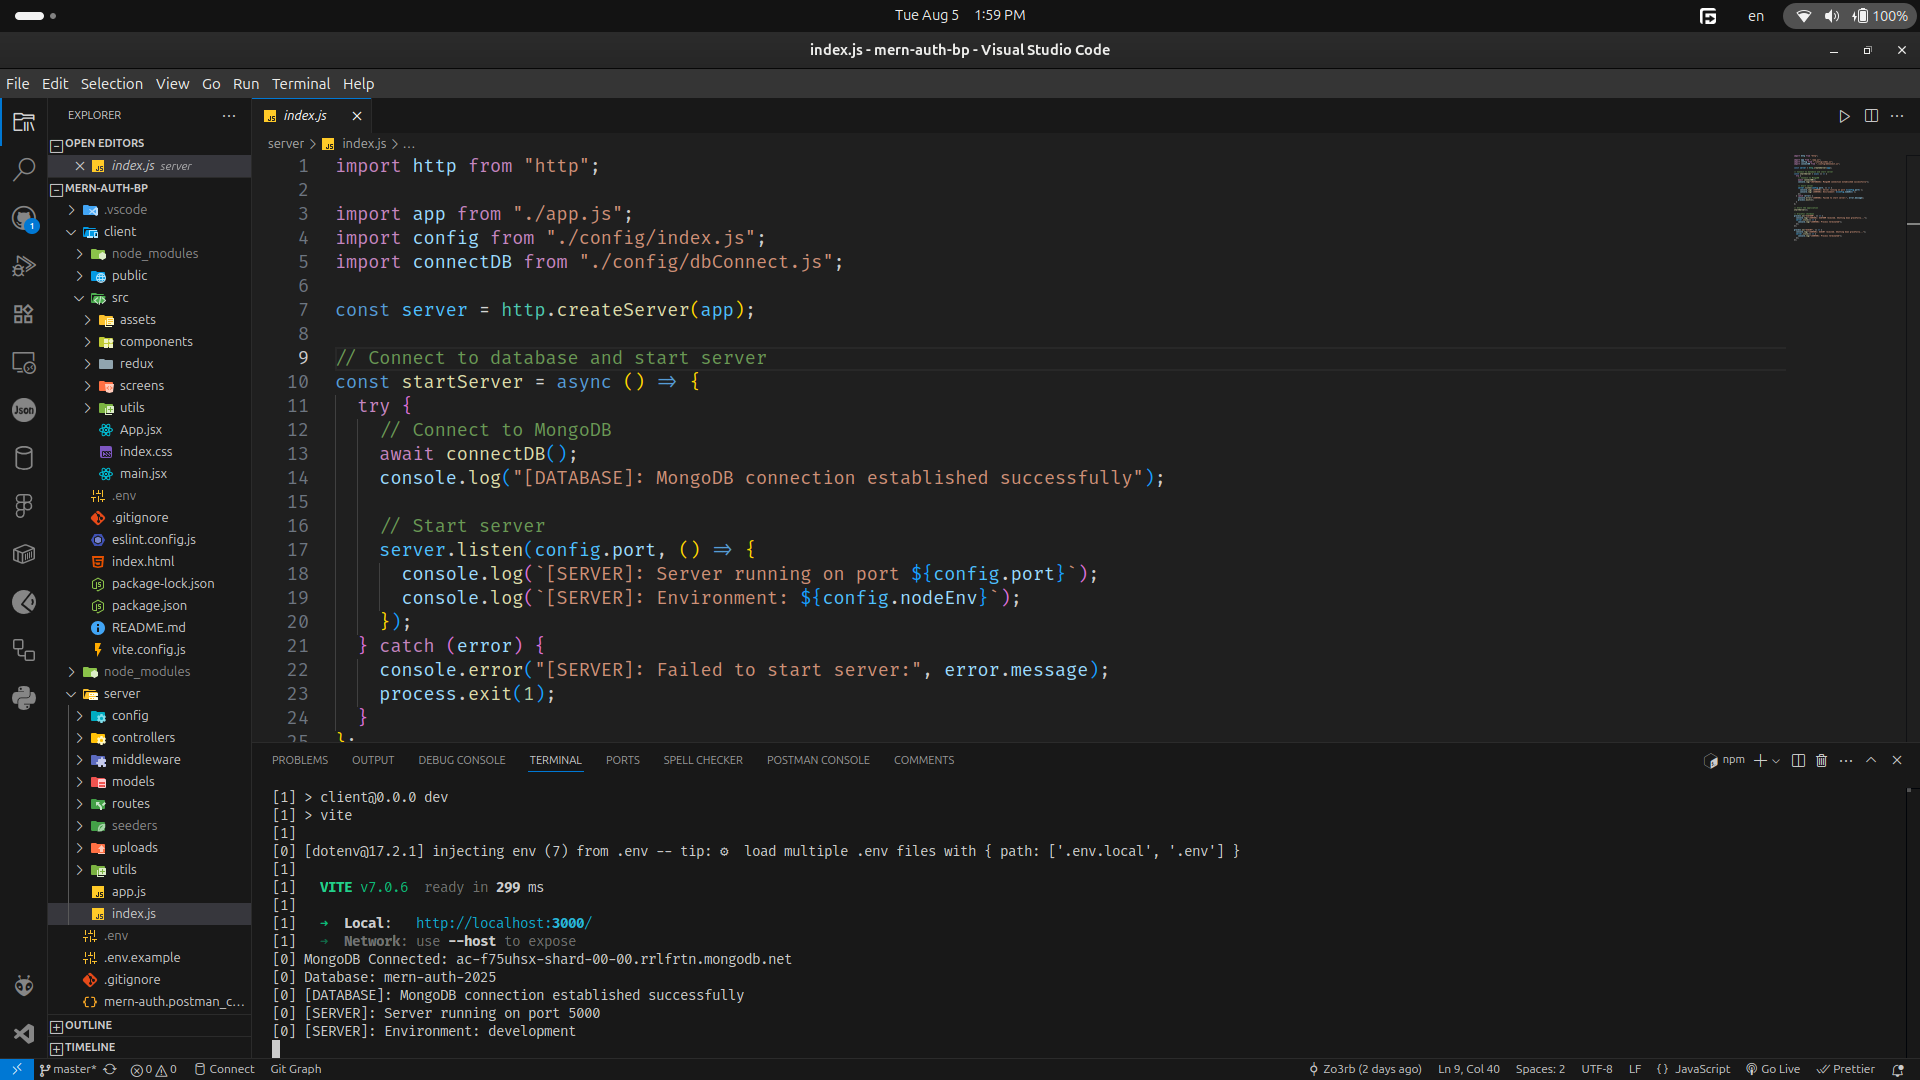 Tue Aug 5 1:59 PM
en
100%
index.js - mern-auth-bp - Visual Studio Code
File Edit Selection View Go Run Terminal Help
EXPLORER
OPEN EDITORS
index.js server
MERN-AUTH-BP
.vscode
client
node_modules
public
src
assets
components
redux
screens
utils
App.jsx
index.css
main.jsx
.env
.gitignore
eslint.config.js
index.html
package-lock.json
package.json
README.md
vite.config.js
node_modules
server
config
controllers
middleware
models
routes
seeders
uploads
utils
app.js
index.js
.env
.env.example
.gitignore
mern-auth.postman_c...
OUTLINE
TIMELINE
1
Json
index.js
server > index.js > ...
1 import http from "http";
2
3 import app from "./app.js";
4 import config from "./config/index.js";
5 import connectDB from "./config/dbConnect.js";
6
7 const server = http.createServer(app);
8
9 // Connect to database and start server
10 const startServer = async () => {
11 try {
12 // Connect to MongoDB
13 await connectDB();
14 console.log("[DATABASE]: MongoDB connection established successfully");
15
16 // Start server
17 server.listen(config.port, () => {
18 console.log(`[SERVER]: Server running on port ${config.port}`);
19 console.log(`[SERVER]: Environment: ${config.nodeEnv}`);
20 });
21 } catch (error) {
22 console.error("[SERVER]: Failed to start server:", error.message);
23 process.exit(1);
24 }
25 };
PROBLEMS OUTPUT DEBUG CONSOLE TERMINAL PORTS SPELL CHECKER POSTMAN CONSOLE COMMENTS
npm
[1] > client@0.0.0 dev
[1] > vite
[1]
[0] [dotenv@17.2.1] injecting env (7) from .env -- tip: ⚙ load multiple .env files with { path: ['.env.local', '.env'] }
[1]
[1] VITE v7.0.6 ready in 299 ms
[1]
[1] ➜ Local: http://localhost:3000/
[1] ➜ Network: use --host to expose
[0] MongoDB Connected: ac-f75uhsx-shard-00-00.rrlfrtn.mongodb.net
[0] Database: mern-auth-2025
[0] [DATABASE]: MongoDB connection established successfully
[0] [SERVER]: Server running on port 5000
[0] [SERVER]: Environment: development
master* 0 0 Connect Git Graph
Zo3rb (2 days ago) Ln 9, Col 40 Spaces: 2 UTF-8 LF {} JavaScript Go Live Prettier